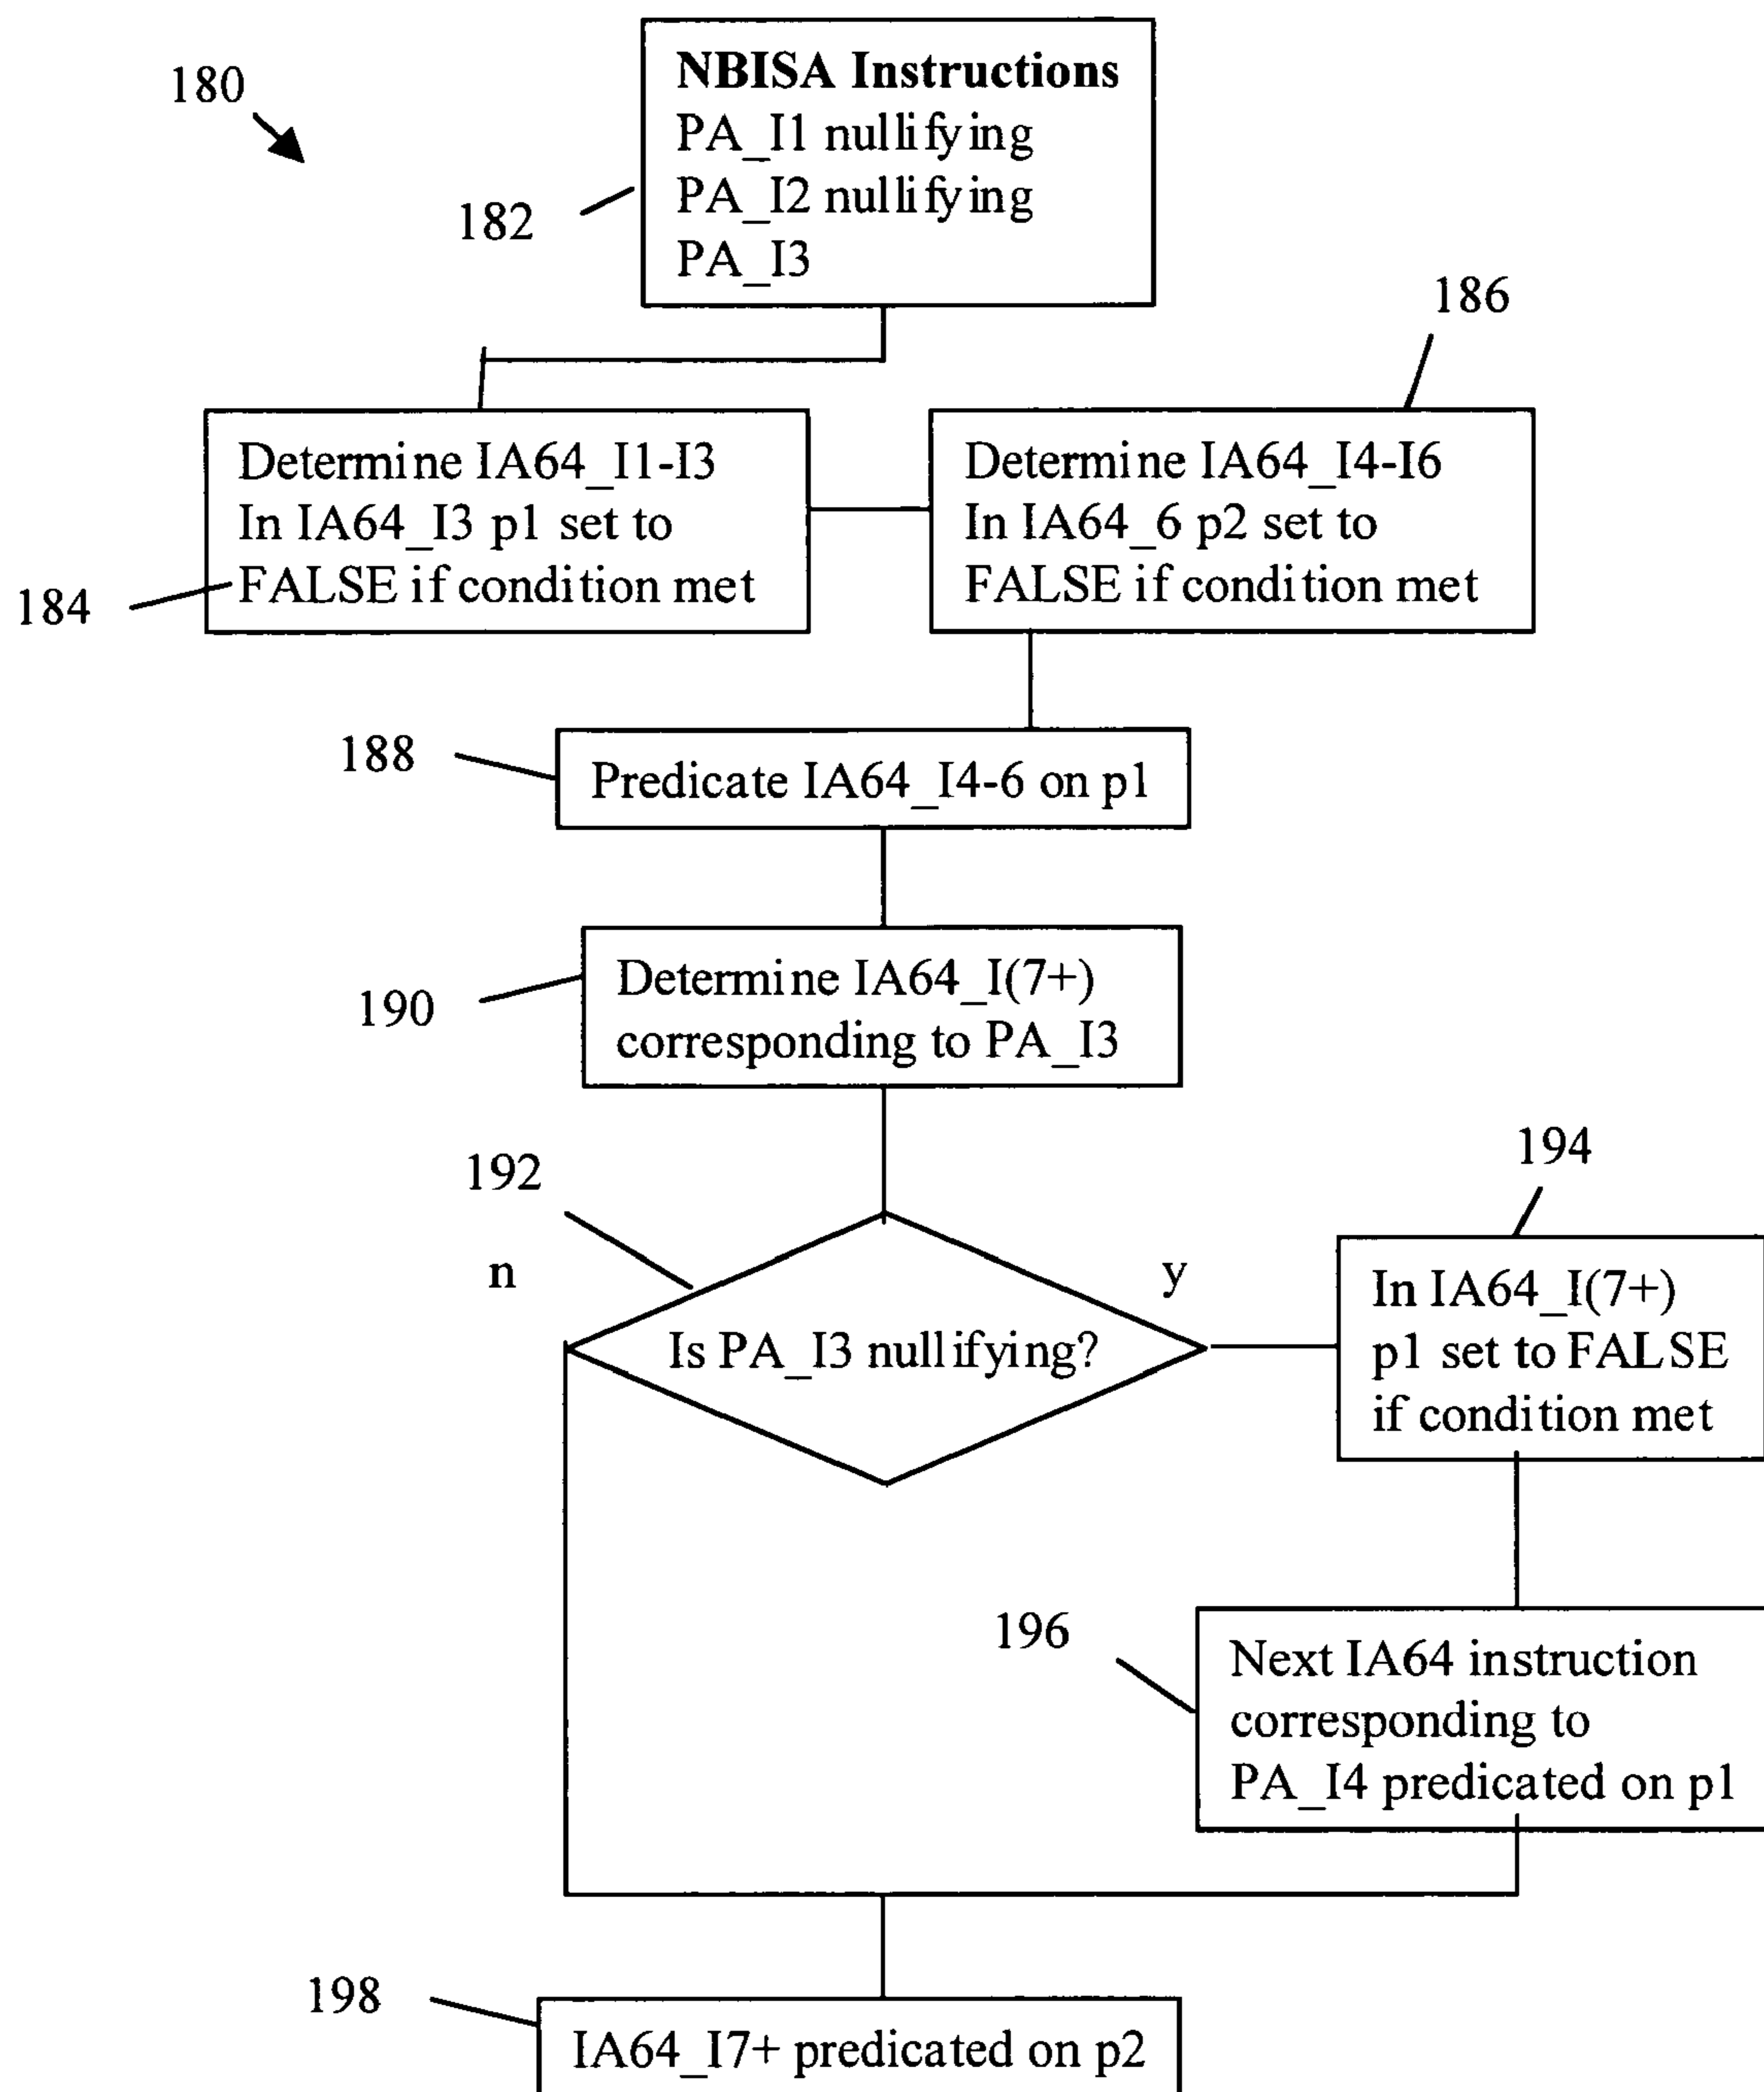 180
NBISA Instructions
PA_I1 nullifying
PA_I2 nullifying
PA_I3
182
186
Determine IA64_I1-I3
In IA64_I3 p1 set to
FALSE if condition met
184
Determine IA64_I4-I6
In IA64_6 p2 set to
FALSE if condition met
188
Predicate IA64_I4-6 on p1
190
Determine IA64_I(7+)
corresponding to PA_I3
192
n
y
Is PA_I3 nullifying?
194
In IA64_I(7+)
p1 set to FALSE
if condition met
196
Next IA64 instruction
corresponding to
PA_I4 predicated on p1
198
IA64_I7+ predicated on p2